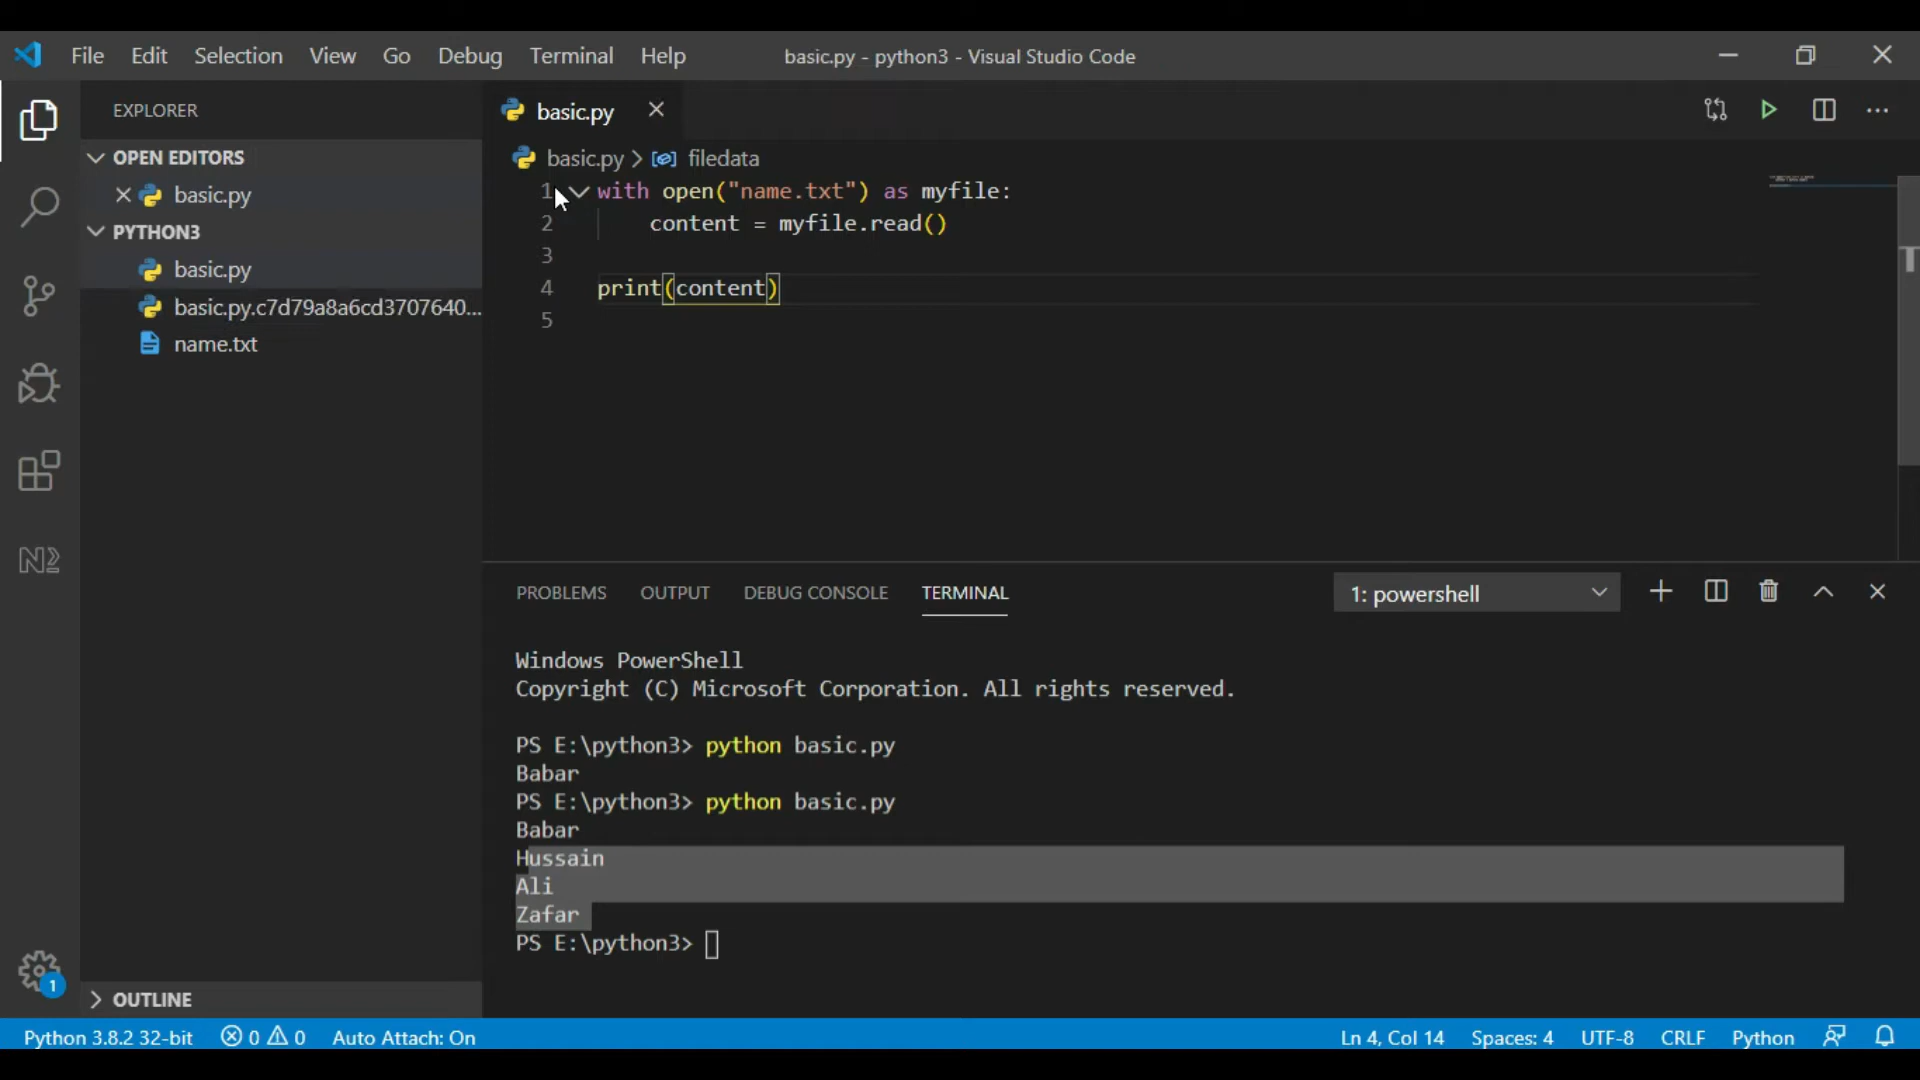 File Edit Selection View Go Debug Terminal Help basic.py - python3 - Visual Studio Code
EXPLORER
OPEN EDITORS
basic.py
PYTHON3
basic.py
basic.py.c7d79a8a6cd3707640...
name.txt
OUTLINE
basic.py
basic.py filedata
1 with open("name.txt") as myfile:
2 content = myfile.read()
3
4 print(content)
5
PROBLEMS OUTPUT DEBUG CONSOLE TERMINAL 1: powershell
Windows PowerShell
Copyright (C) Microsoft Corporation. All rights reserved.
PS E:\python3> python basic.py
Babar
PS E:\python3> python basic.py
Babar
Hussain
Ali
Zafar
PS E:\python3>
1
Python 3.8.2 32-bit 0 0 Auto Attach: On Ln 4, Col 14 Spaces: 4 UTF-8 CRLF Python